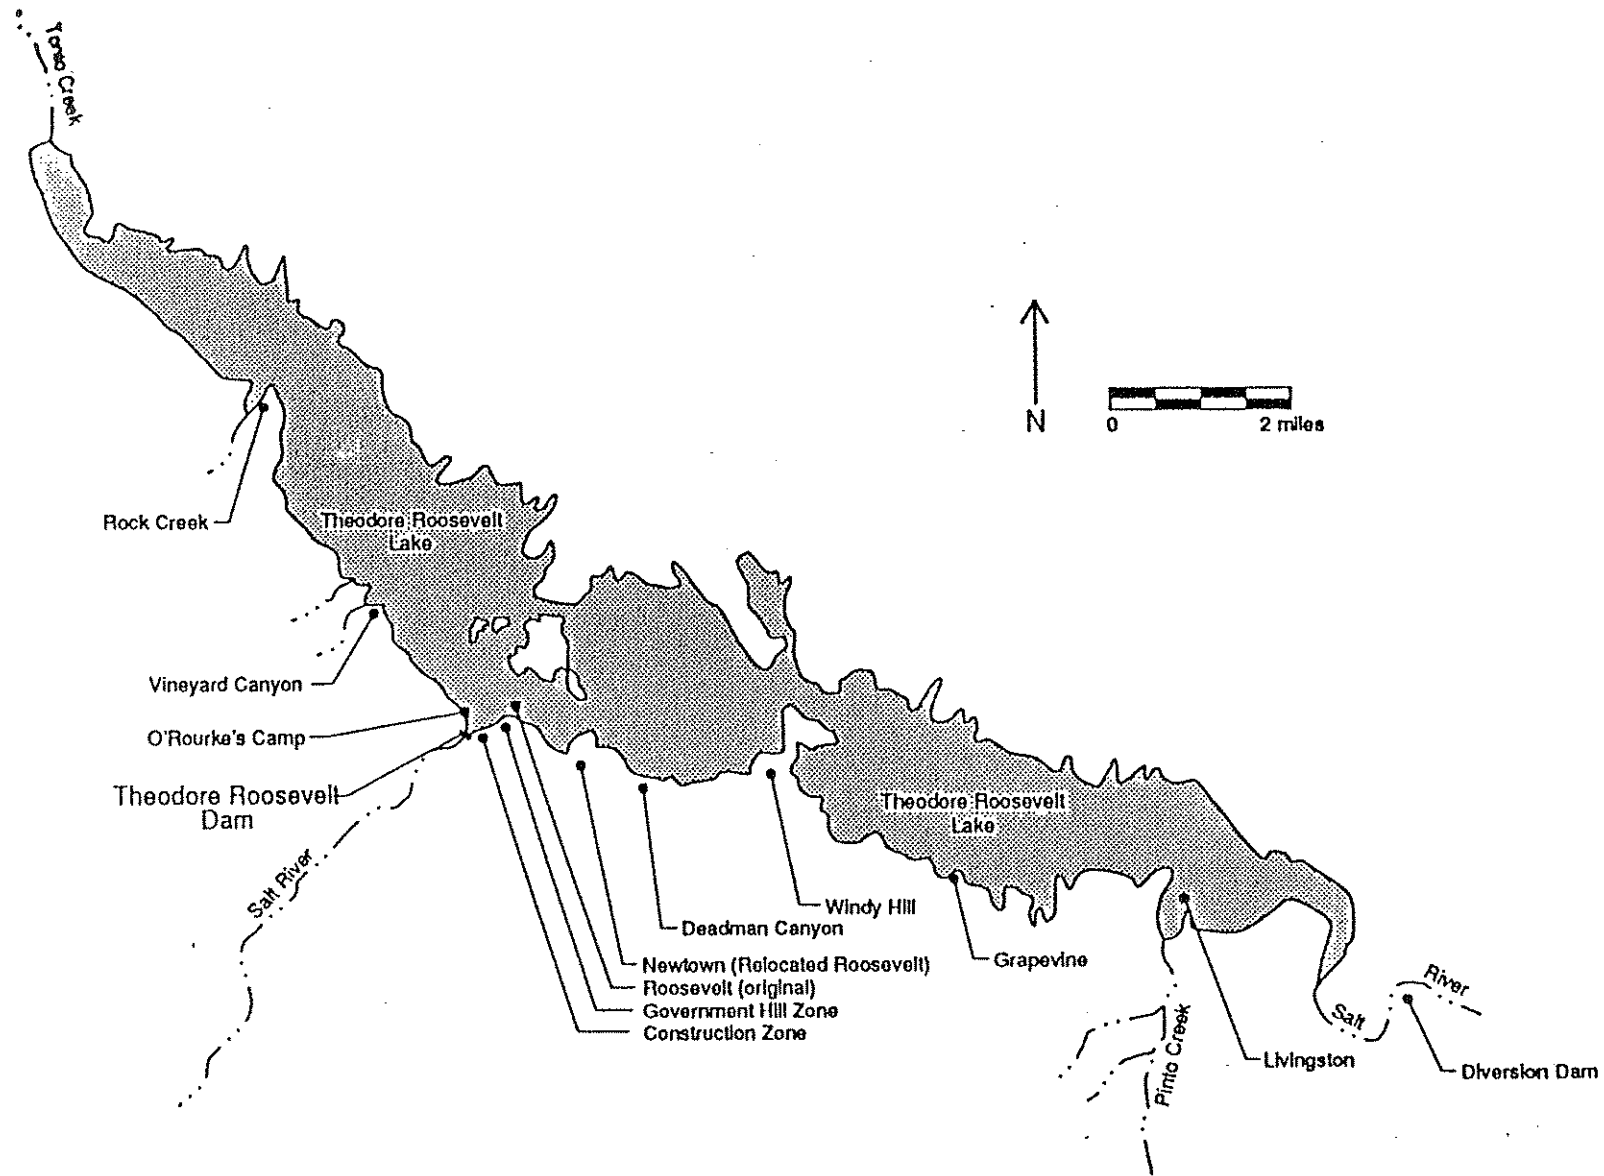 Tonto Creek
N
0 2 miles
Rock Creek
Theodore Roosevelt
Lake
Vineyard Canyon
O'Rourke's Camp
Theodore Roosevelt
Dam
Salt River
Theodore Roosevelt
Lake
Windy Hill
Deadman Canyon
Newtown (Relocated Roosevelt)
Roosevelt (original)
Government Hill Zone
Construction Zone
Grapevine
Pinto Creek
Livingston
Salt River
Diversion Dam